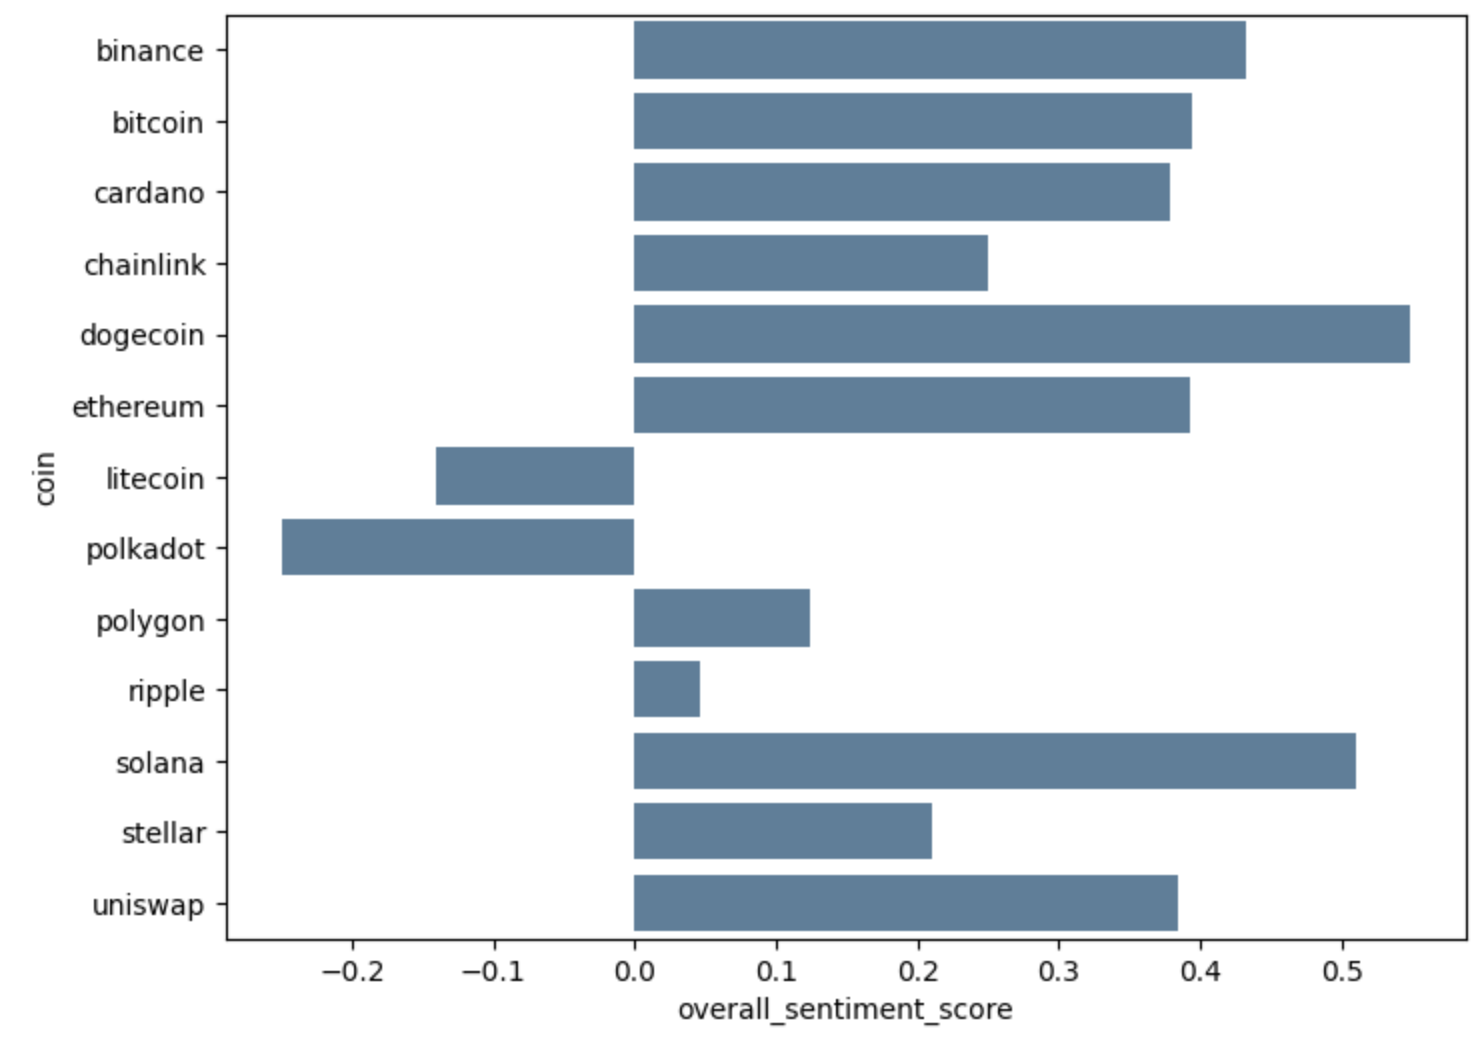 binance
bitcoin
cardano
chainlink
dogecoin
ethereum
litecoin
polkadot
polygon
ripple
solana
stellar
uniswap
coin
−0.2 −0.1 0.0 0.1 0.2 0.3 0.4 0.5
overall_sentiment_score